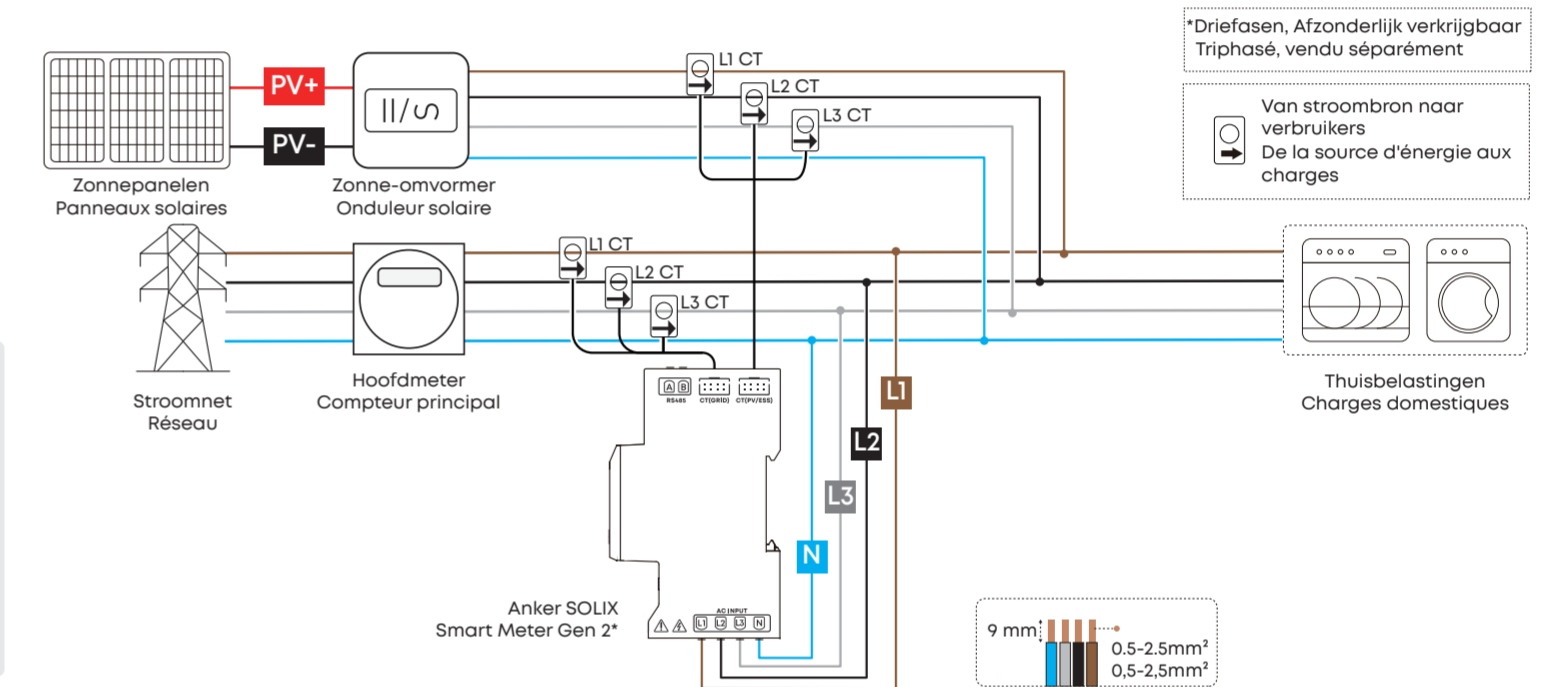 *Driefasen, Afzonderlijk verkrijgbaar
Triphasé, vendu séparément
Van stroombron naar
verbruikers
De la source d'énergie aux
charges
L1 CT
L2 CT
L3 CT
PV+
PV-
Zonnepanelen
Panneaux solaires
Zonne-omvormer
Onduleur solaire
L1 CT
L2 CT
L3 CT
Stroomnet
Réseau
Hoofdmeter
Compteur principal
Thuisbelastingen
Charges domestiques
A B
RS485
CT(GRID)
CT(PV/ESS)
L1
L2
L3
N
Anker SOLIX
Smart Meter Gen 2*
AC INPUT
L1 L2 L3 N
9 mm
0.5-2.5mm²
0,5-2,5mm²